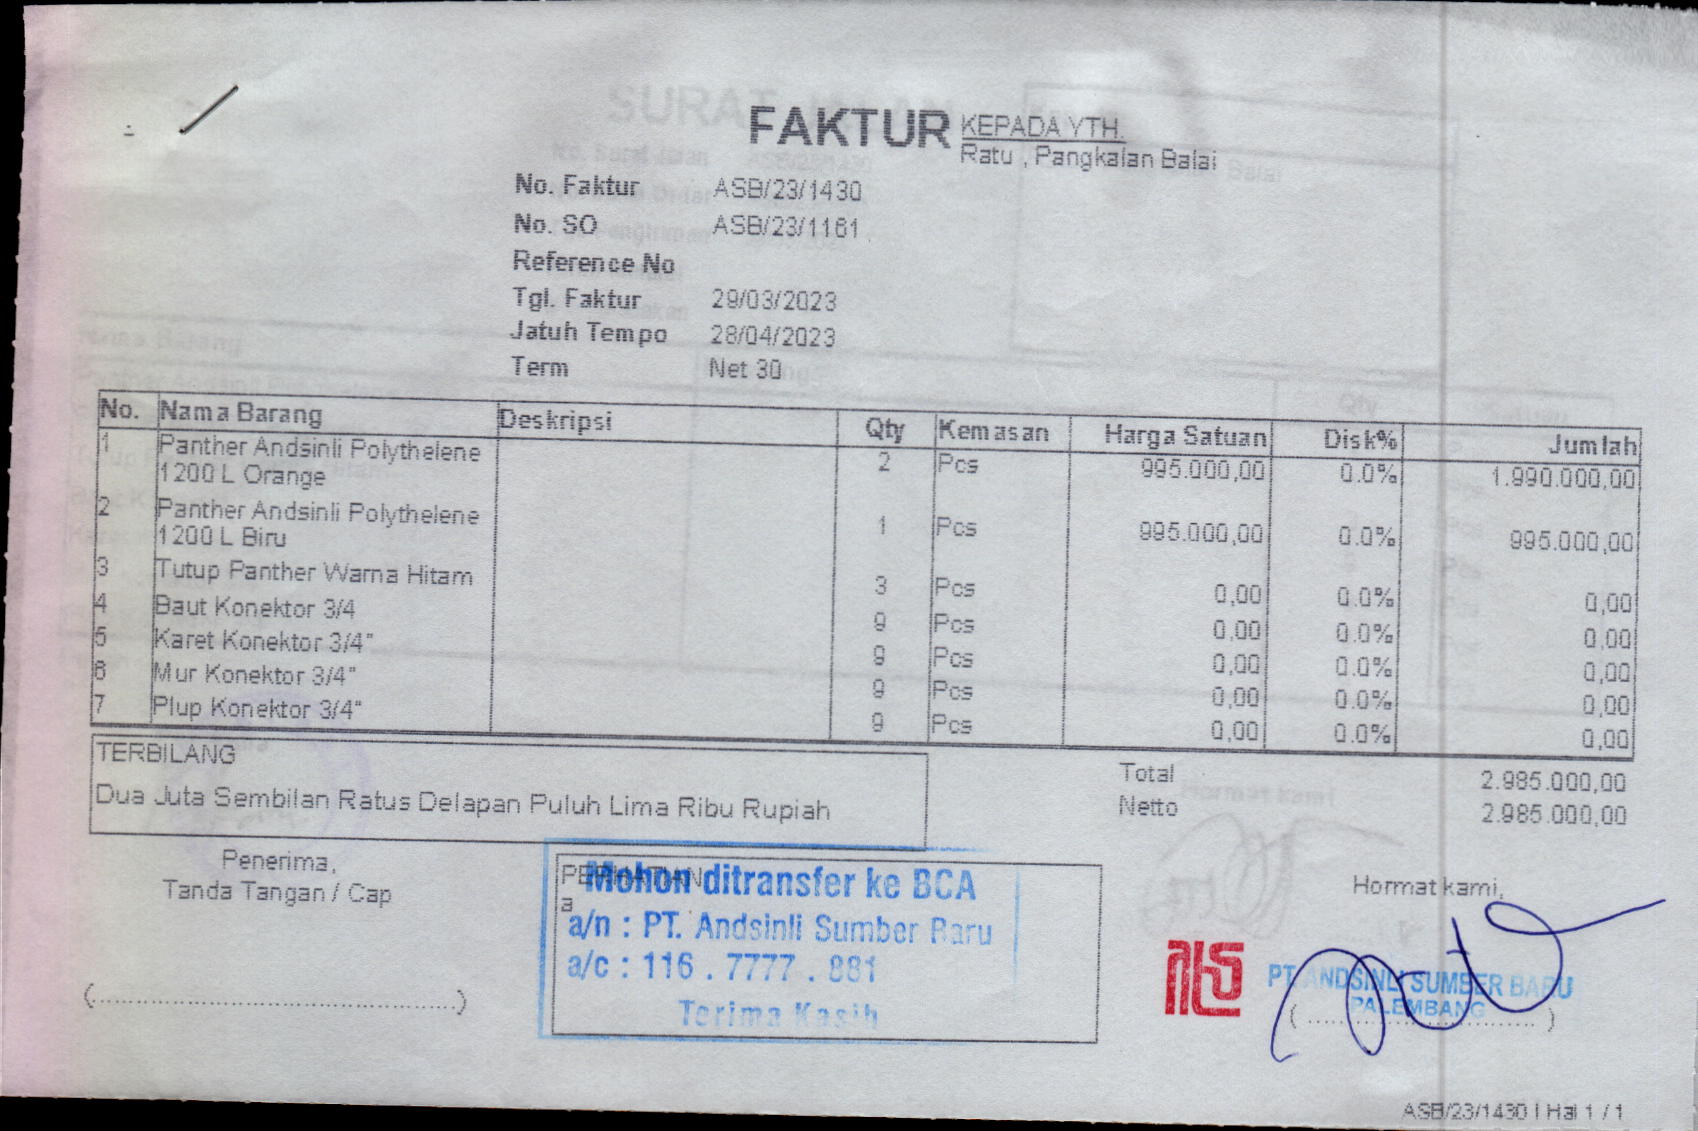 FAKTUR
KEPADA YTH.
Ratu , Pangkalan Balai
No. Faktur ASB/23/1430
No. SO ASB/23/1161
Reference No
Tgl. Faktur 29/03/2023
Jatuh Tempo 28/04/2023
Term Net 30
No. Nama Barang Deskripsi Qty Kemasan Harga Satuan Disk% Jumlah
1 Panther Andsinli Polythelene 2 Pcs 995.000,00 0.0% 1.990.000,00
1200 L Orange
2 Panther Andsinli Polythelene 1 Pcs 995.000,00 0.0% 995.000,00
1200 L Biru
3 Tutup Panther Warna Hitam 3 Pcs 0,00 0.0% 0,00
4 Baut Konektor 3/4 9 Pcs 0,00 0.0% 0,00
5 Karet Konektor 3/4" 9 Pcs 0,00 0.0% 0,00
6 Mur Konektor 3/4" 9 Pcs 0,00 0.0% 0,00
7 Plup Konektor 3/4" 9 Pcs 0,00 0.0% 0,00
TERBILANG
Dua Juta Sembilan Ratus Delapan Puluh Lima Ribu Rupiah
Total 2.985.000,00
Netto 2.985.000,00
Penerima,
Tanda Tangan / Cap
(............................................)
PERHATIAN
a
Mohon ditransfer ke BCA
a/n : PT. Andsinli Sumber Baru
a/c : 116 . 7777 . 881
Terima Kasih
Hormat kami,
PT. ANDSINLI SUMBER BARU
PALEMBANG
( ............................ )
ASB/23/1430 | Hal 1 / 1